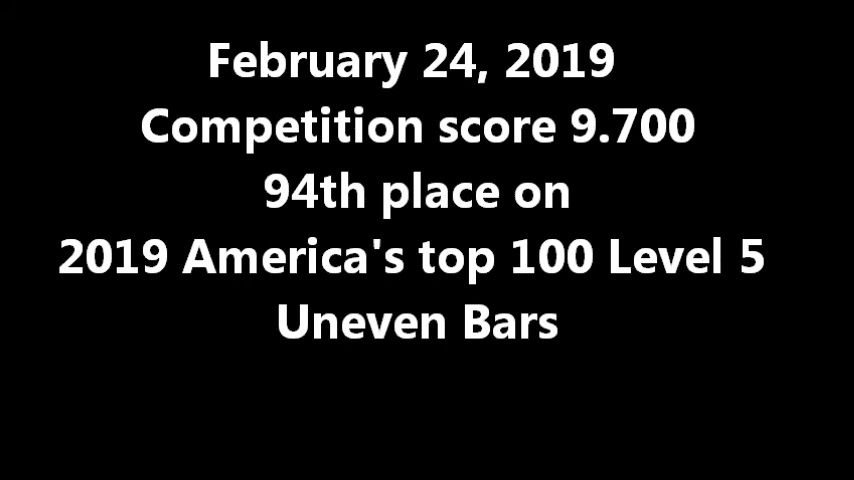 February 24, 2019
Competition score 9.700
94th place on
2019 America's top 100 Level 5
Uneven Bars